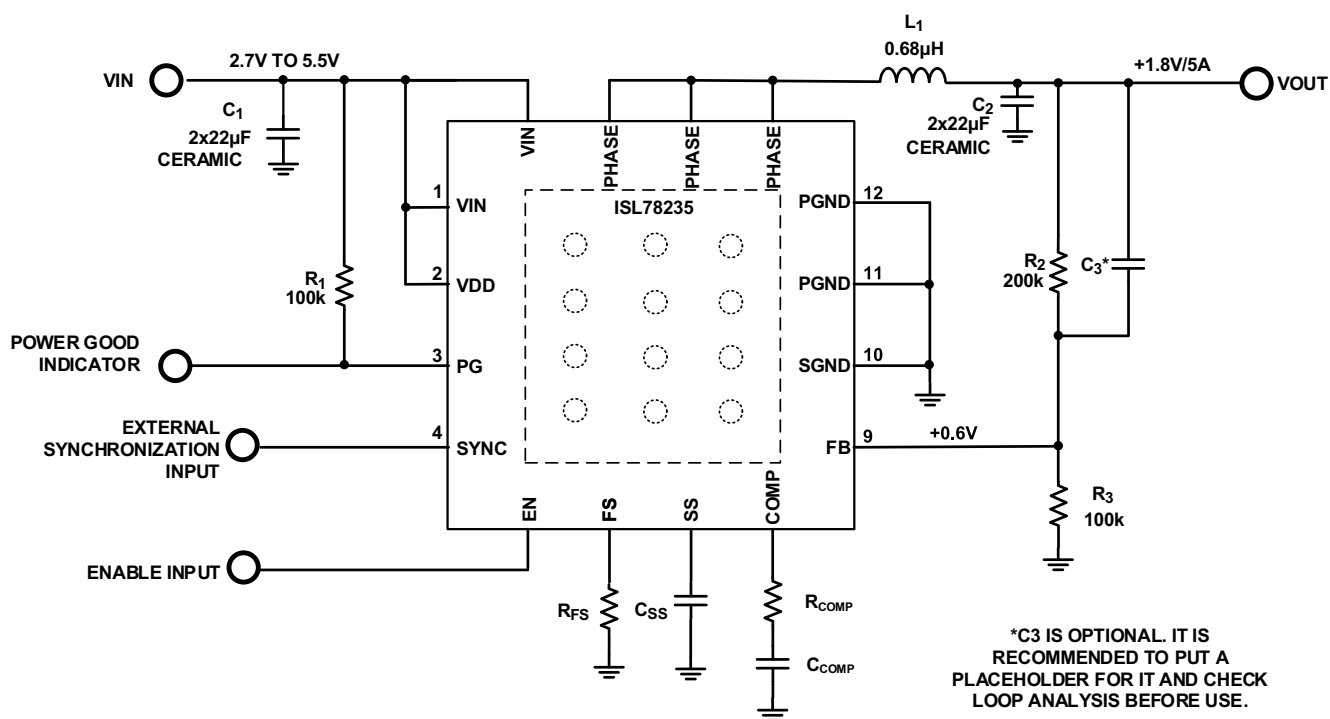 L1
0.68µH
VIN
2.7V TO 5.5V
+1.8V/5A
VOUT
C1
2x22µF
CERAMIC
C2
2x22µF
CERAMIC
VIN
PHASE
PHASE
PHASE
ISL78235
1
VIN
PGND
12
2
VDD
PGND
11
R1
100k
R2
200k
C3*
POWER GOOD
INDICATOR
3
PG
SGND
10
EXTERNAL
SYNCHRONIZATION
INPUT
4
SYNC
FB
9
+0.6V
EN
FS
SS
COMP
R3
100k
ENABLE INPUT
RFS
CSS
RCOMP
CCOMP
*C3 IS OPTIONAL. IT IS
RECOMMENDED TO PUT A
PLACEHOLDER FOR IT AND CHECK
LOOP ANALYSIS BEFORE USE.